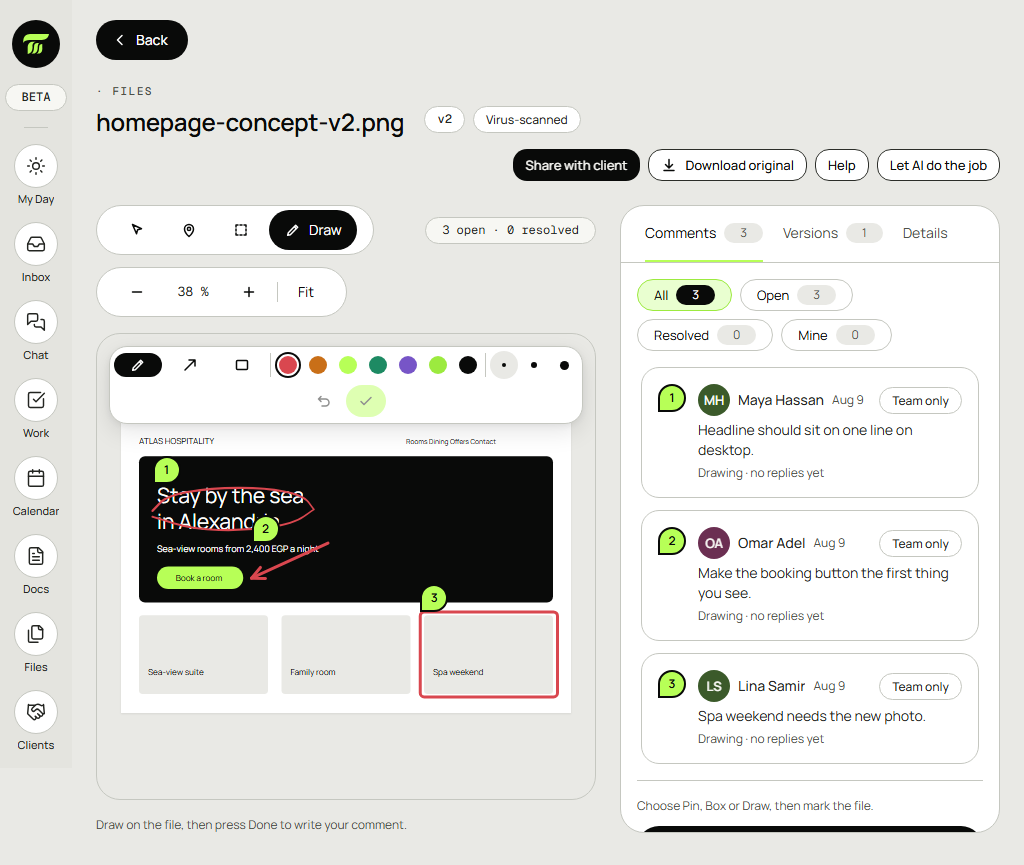 Back
BETA
· FILES
homepage-concept-v2.png
v2
Virus-scanned
Share with client
Download original
Help
Let AI do the job
My Day
Inbox
Chat
Work
Calendar
Docs
Files
Clients
Draw
3 open · 0 resolved
38 %
Fit
ATLAS HOSPITALITY
Rooms Dining Offers Contact
1
Stay by the sea
in Alexandria
2
Sea-view rooms from 2,400 EGP a night
Book a room
3
Sea-view suite
Family room
Spa weekend
Draw on the file, then press Done to write your comment.
Comments 3
Versions 1
Details
All 3
Open 3
Resolved 0
Mine 0
1
MH
Maya Hassan Aug 9
Team only
Headline should sit on one line on
desktop.
Drawing · no replies yet
2
OA
Omar Adel Aug 9
Team only
Make the booking button the first thing
you see.
Drawing · no replies yet
3
LS
Lina Samir Aug 9
Team only
Spa weekend needs the new photo.
Drawing · no replies yet
Choose Pin, Box or Draw, then mark the file.